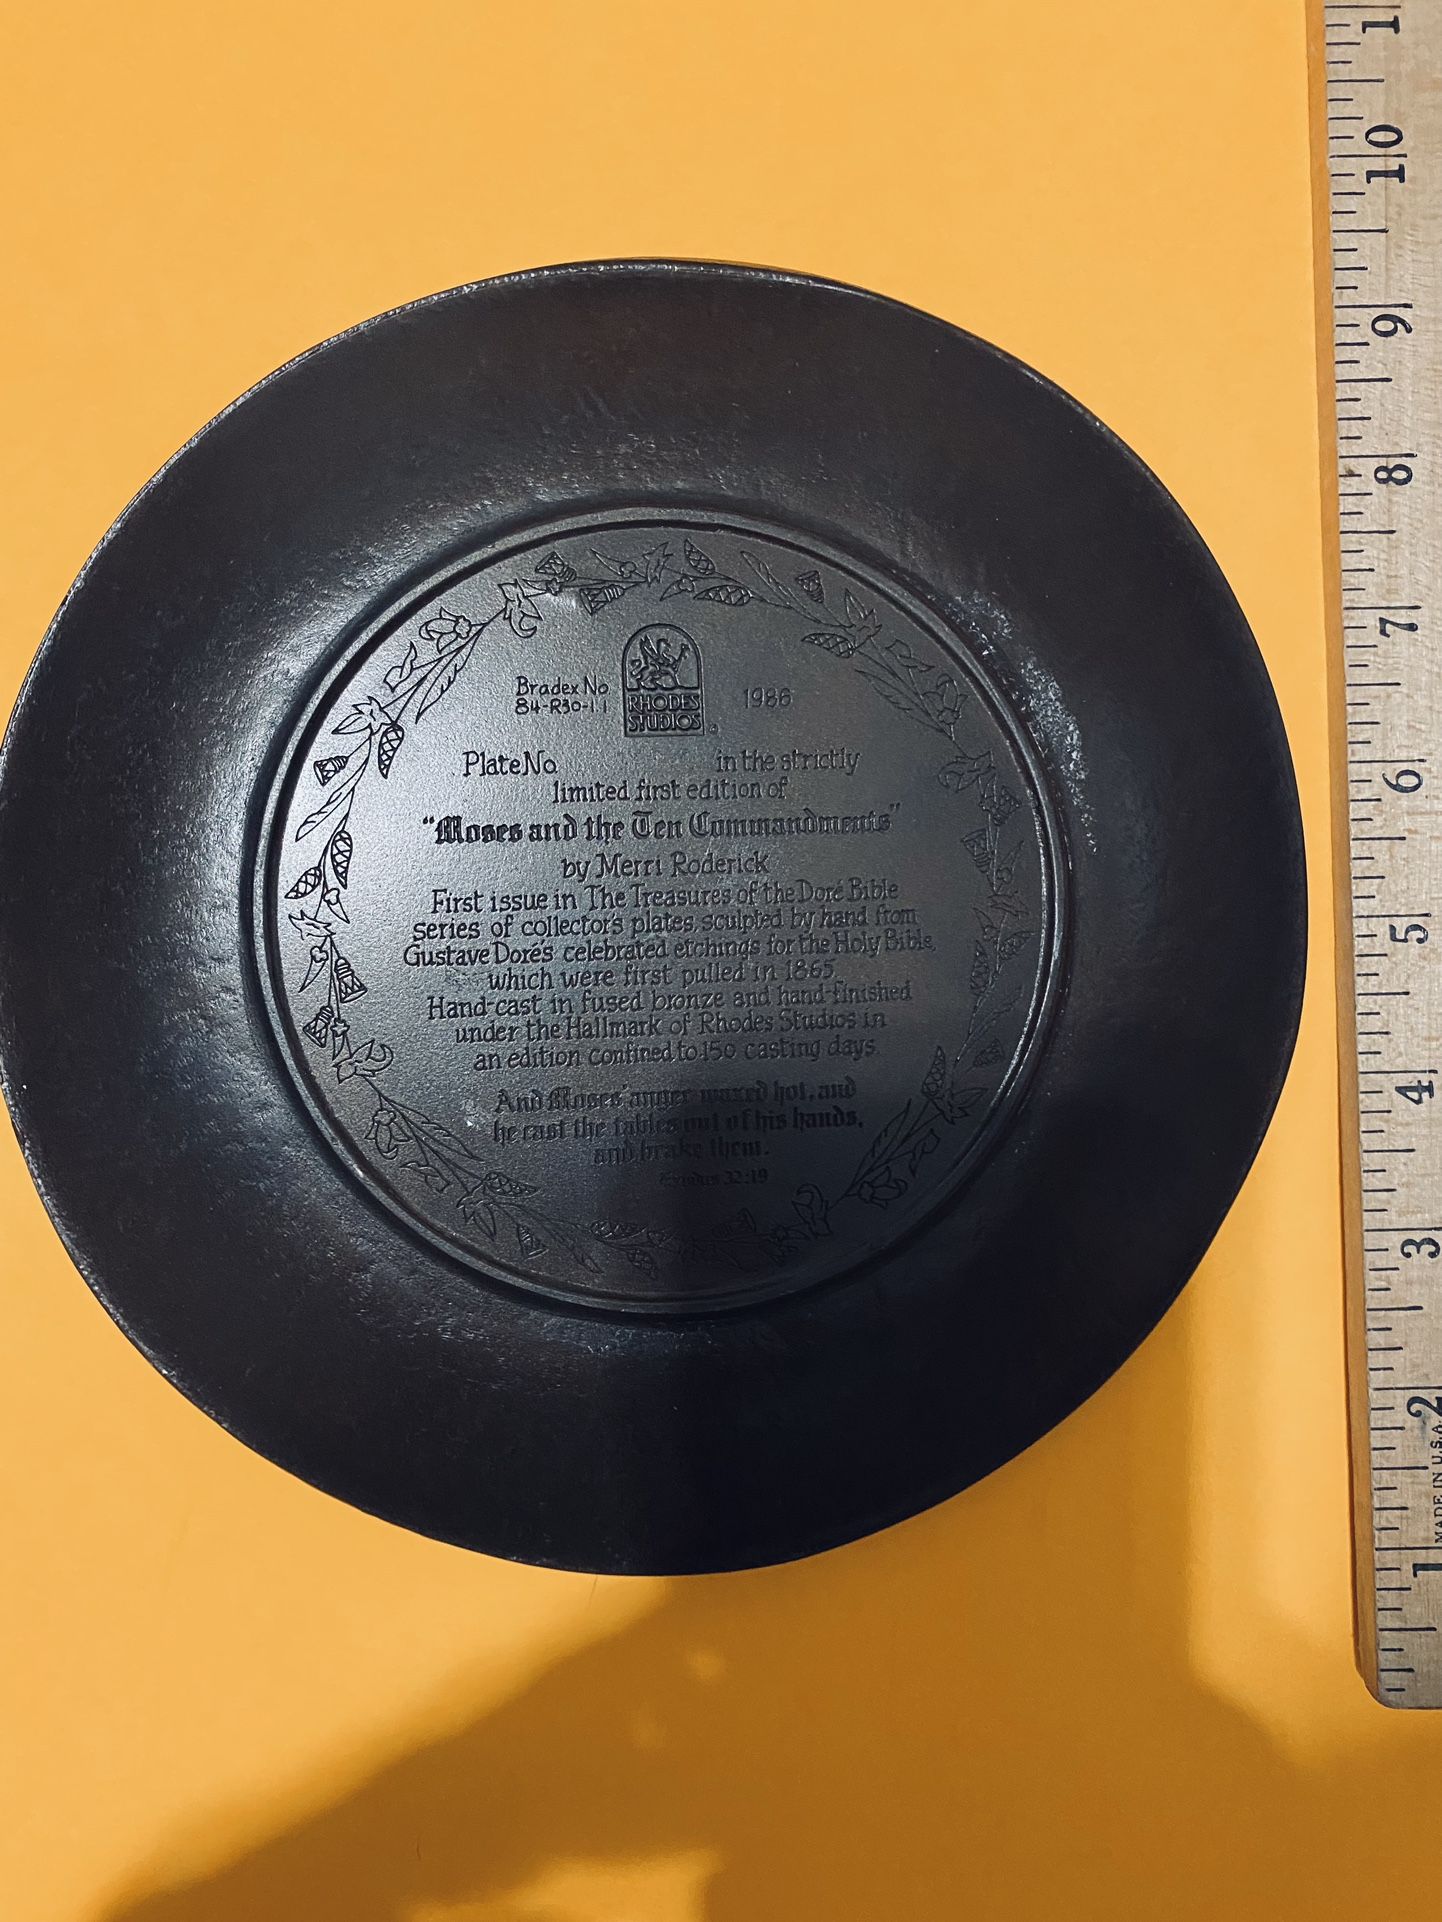 Bradex No
84-R30-1.1
RHODES
STUDIOS
1986
Plate No. in the strictly
limited first edition of
"Moses and the Ten Commandments"
by Merri Roderick
First issue in The Treasures of the Doré Bible
series of collector's plates, sculpted by hand from
Gustave Doré's celebrated etchings for the Holy Bible,
which were first pulled in 1865.
Hand-cast in fused bronze and hand-finished
under the Hallmark of Rhodes Studios in
an edition confined to 150 casting days
And Moses' anger waxed hot, and
he cast the tables out of his hands,
and brake them.
Exodus 32:19
1
10
9
8
7
6
5
4
3
2
1
MADE IN U.S.A.